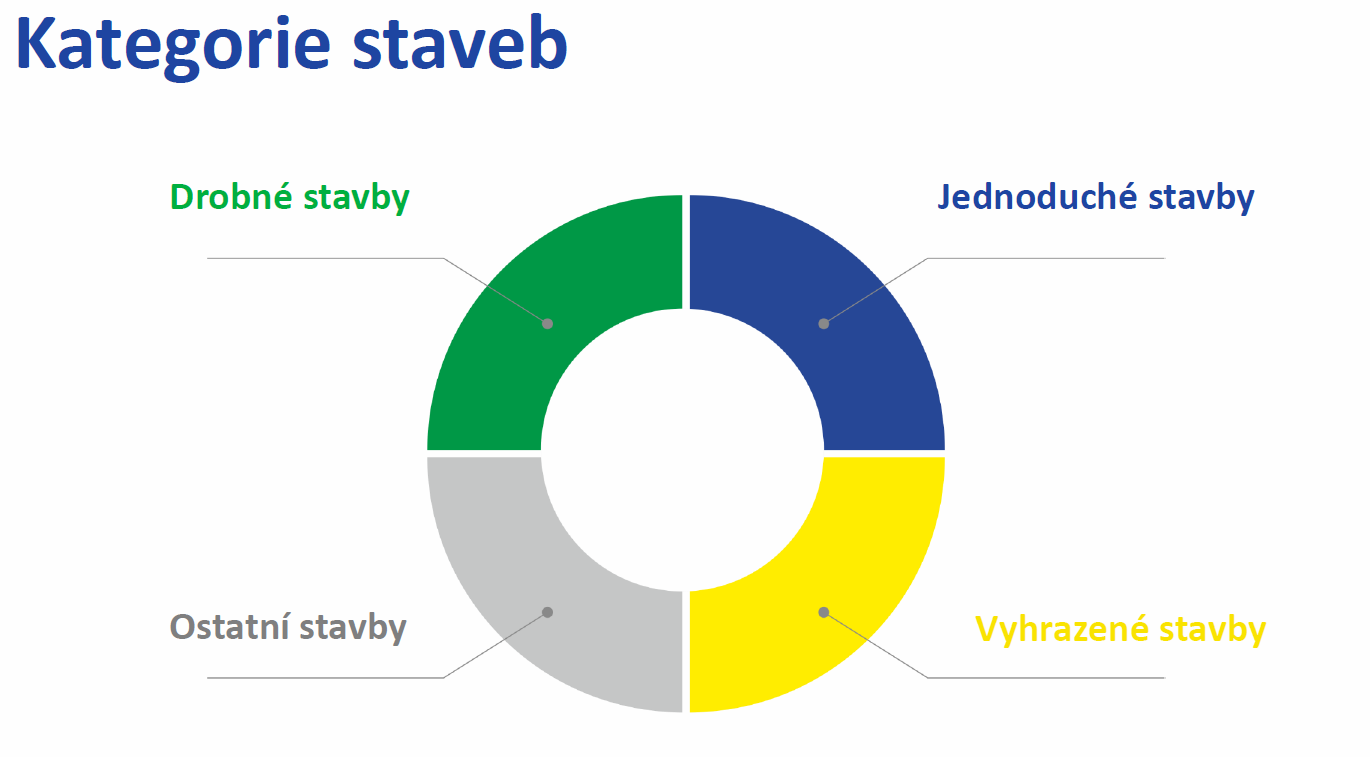 Kategorie staveb
Drobné stavby
Jednoduché stavby
Ostatní stavby
Vyhrazené stavby